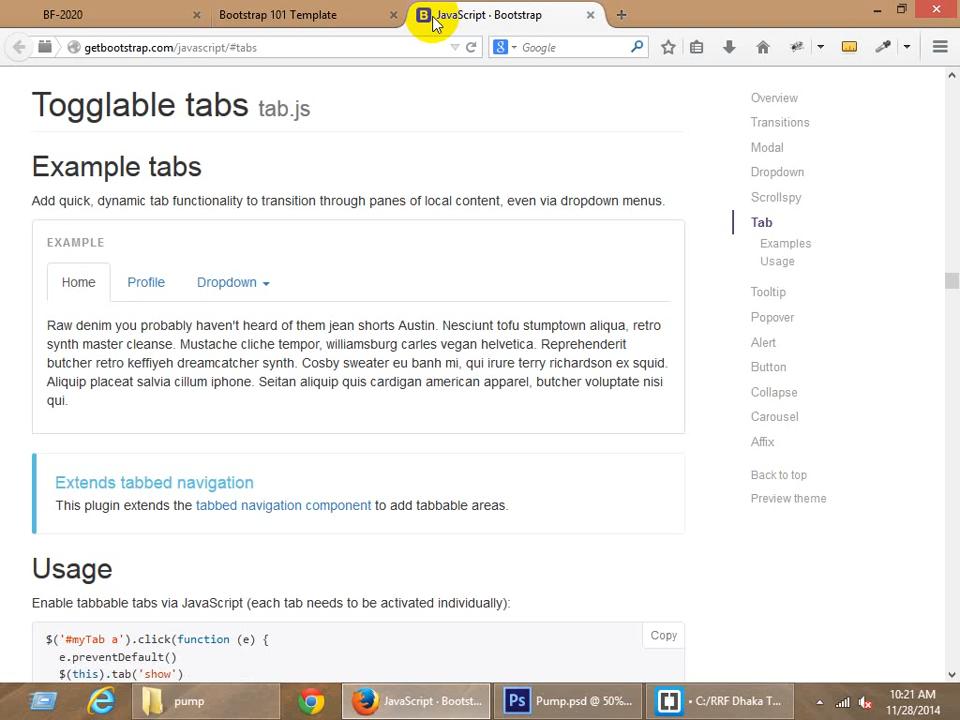 BF-2020
Bootstrap 101 Template
JavaScript · Bootstrap
getbootstrap.com/javascript/#tabs
Google
Togglable tabs tab.js
Example tabs
Add quick, dynamic tab functionality to transition through panes of local content, even via dropdown menus.
EXAMPLE
Home
Profile
Dropdown
Raw denim you probably haven't heard of them jean shorts Austin. Nesciunt tofu stumptown aliqua, retro
synth master cleanse. Mustache cliche tempor, williamsburg carles vegan helvetica. Reprehenderit
butcher retro keffiyeh dreamcatcher synth. Cosby sweater eu banh mi, qui irure terry richardson ex squid.
Aliquip placeat salvia cillum iphone. Seitan aliquip quis cardigan american apparel, butcher voluptate nisi
qui.
Extends tabbed navigation
This plugin extends the tabbed navigation component to add tabbable areas.
Usage
Enable tabbable tabs via JavaScript (each tab needs to be activated individually):
Copy
$('#myTab a').click(function (e) {
e.preventDefault()
$(this).tab('show')
Overview
Transitions
Modal
Dropdown
Scrollspy
Tab
Examples
Usage
Tooltip
Popover
Alert
Button
Collapse
Carousel
Affix
Back to top
Preview theme
pump
JavaScript - Bootst...
Pump.psd @ 50%...
• C:/RRF Dhaka T...
10:21 AM
11/28/2014